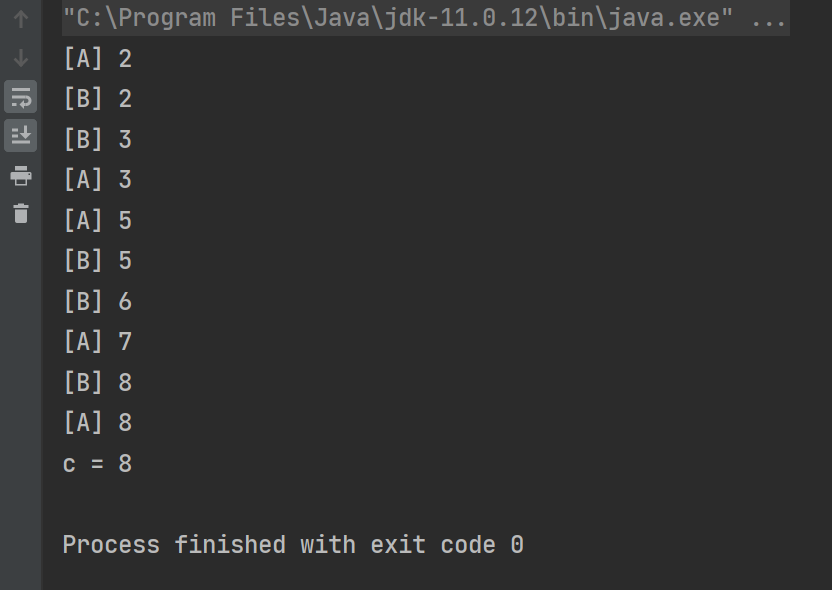 "C:\Program Files\Java\jdk-11.0.12\bin\java.exe" ...
[A] 2
[B] 2
[B] 3
[A] 3
[A] 5
[B] 5
[B] 6
[A] 7
[B] 8
[A] 8
c = 8
Process finished with exit code 0